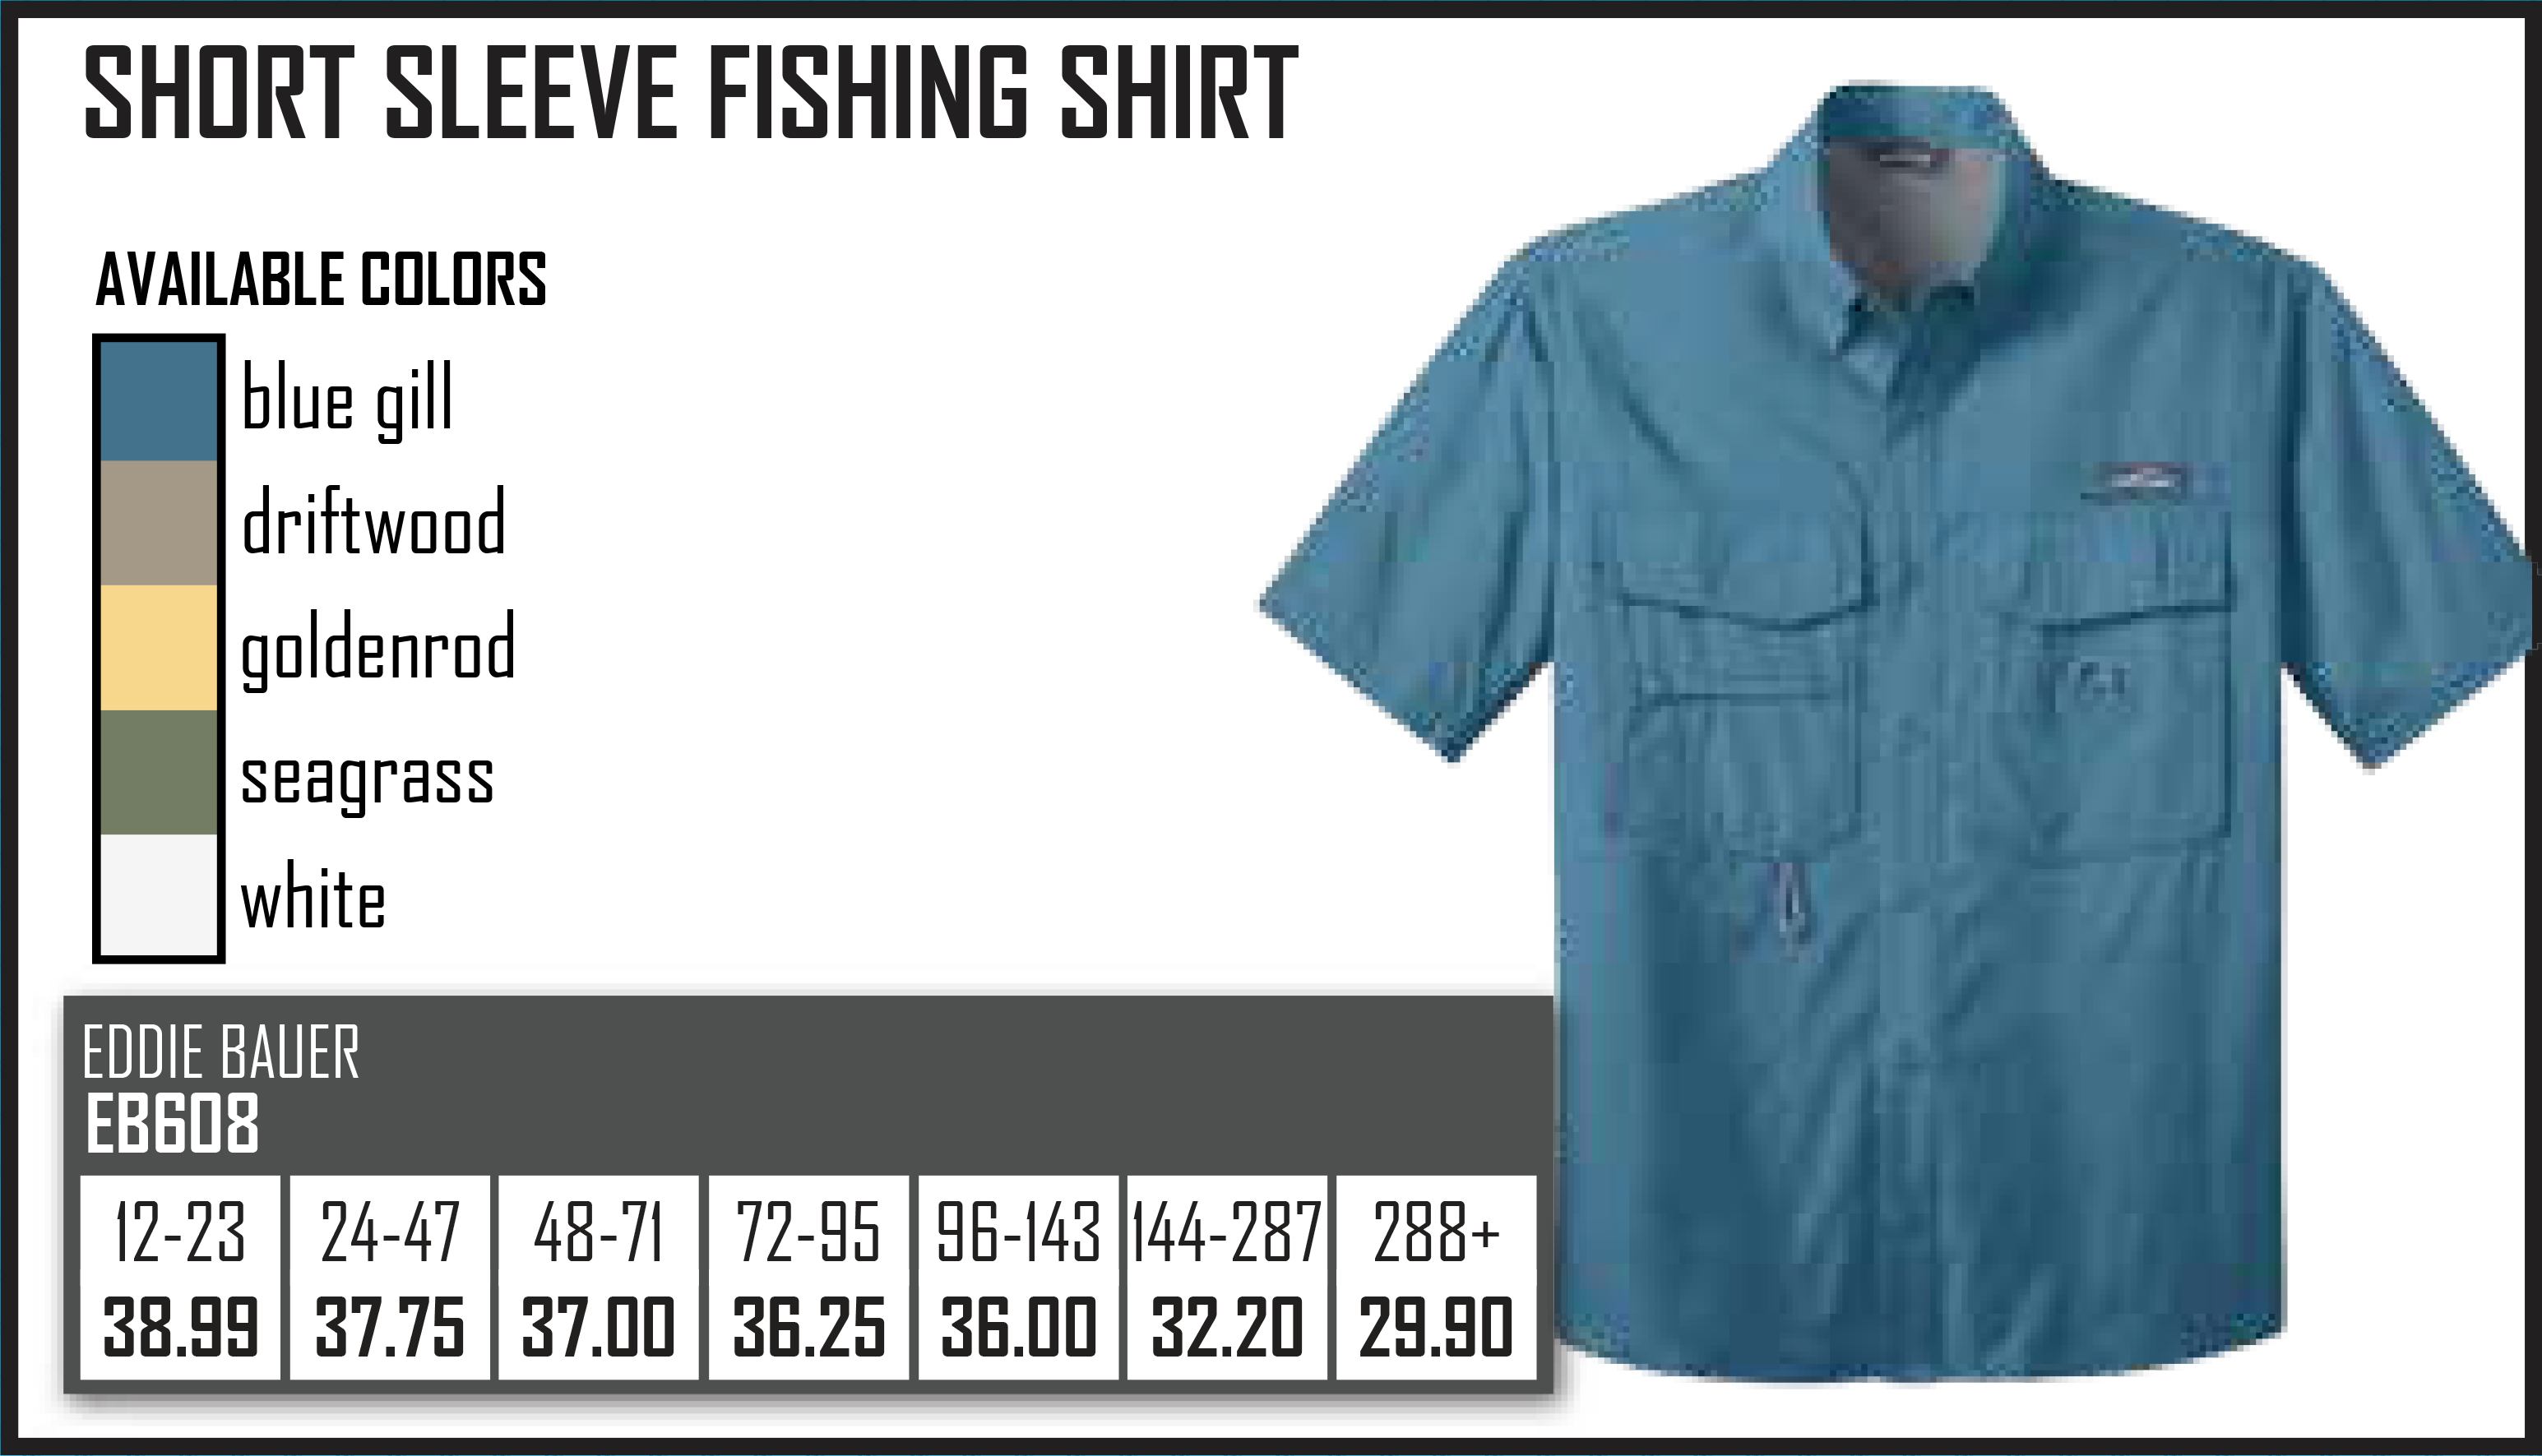 SHORT SLEEVE FISHING SHIRT
AVAILABLE COLORS
blue gill
driftwood
goldenrod
seagrass
white
EDDIE BAUER
EB608
12-23 24-47 48-71 72-95 96-143 144-287 288+
38.99 37.75 37.00 36.25 36.00 32.20 29.90